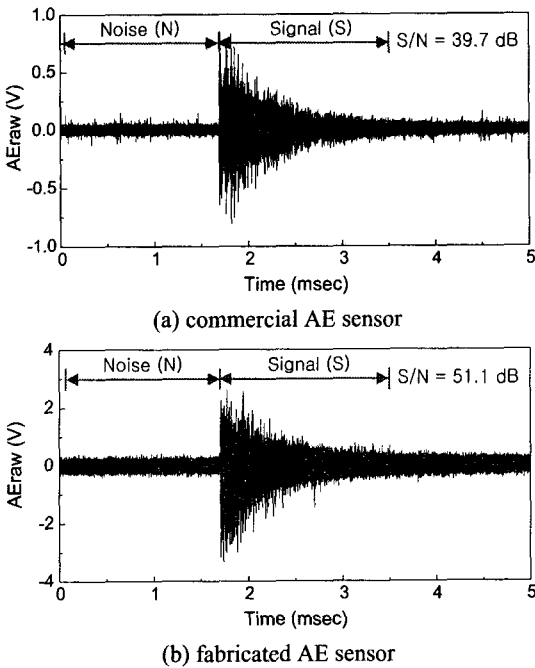 Noise (N) Signal (S) S/N = 39.7 dB
AEraw (V)
1.0
0.5
0.0
-0.5
-1.0
0 1 2 3 4 5
Time (msec)
(a) commercial AE sensor
Noise (N) Signal (S) S/N = 51.1 dB
AEraw (V)
4
2
0
-2
-4
0 1 2 3 4 5
Time (msec)
(b) fabricated AE sensor